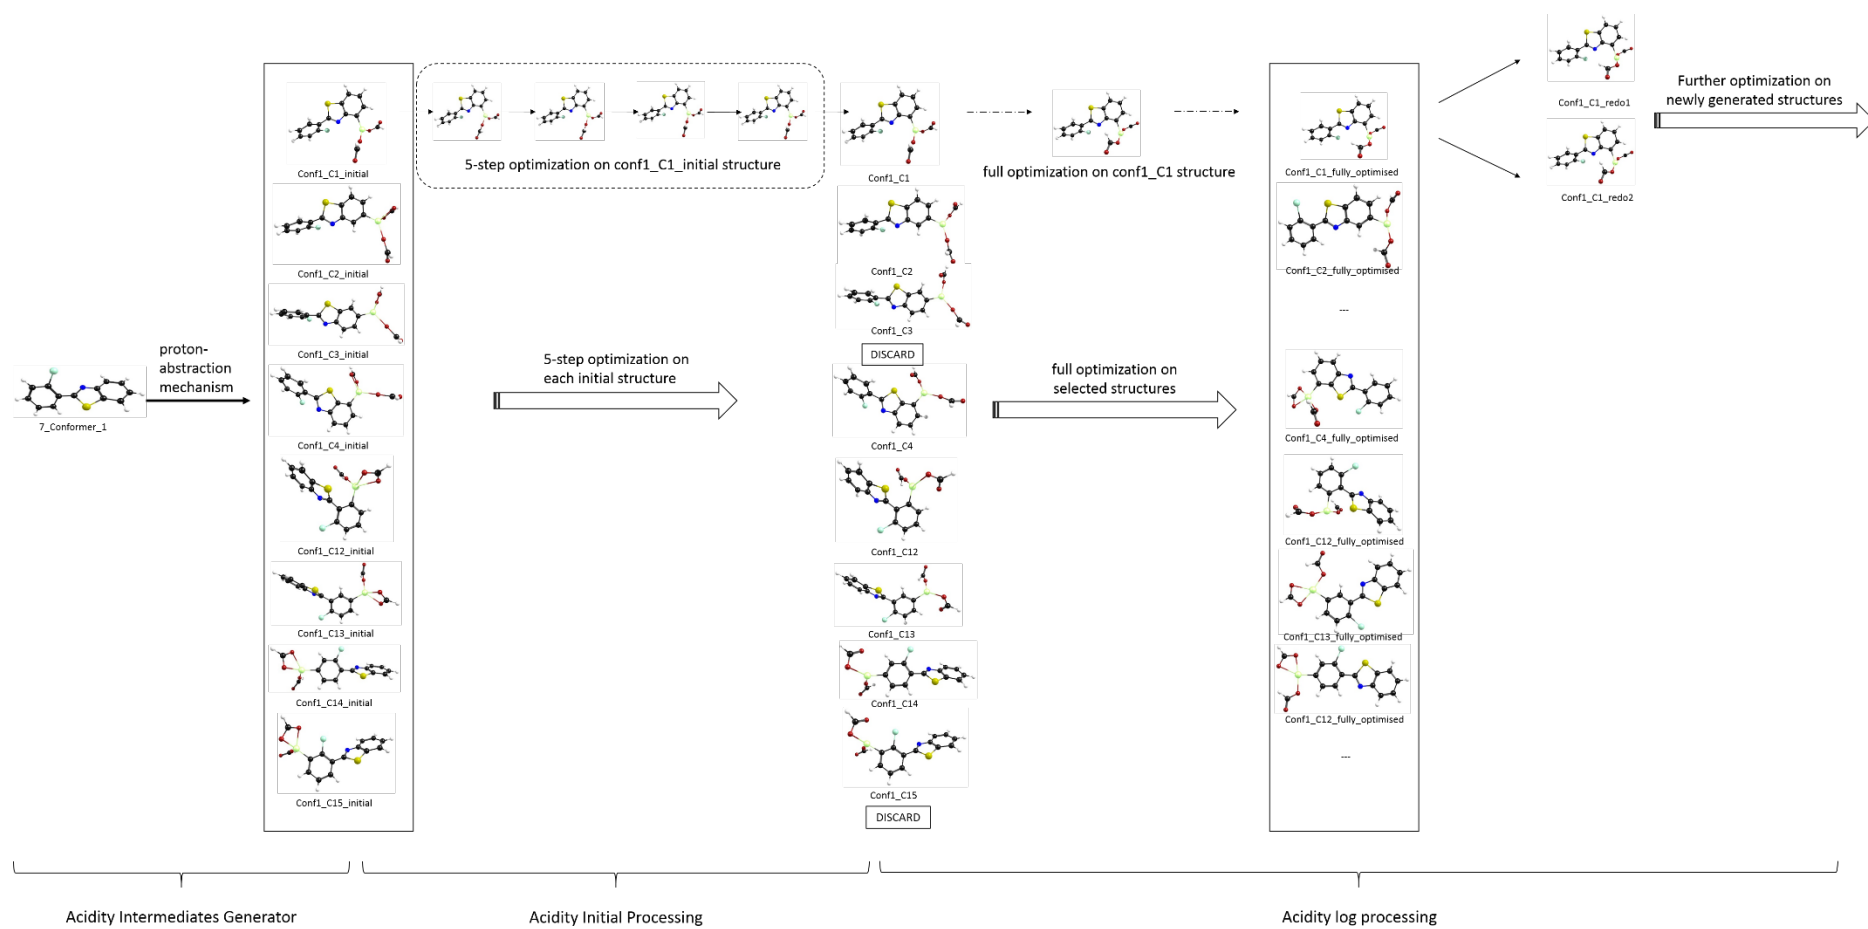 7_Conformer_1
proton-
abstraction
mechanism
Conf1_C1_initial
Conf1_C2_initial
Conf1_C3_initial
Conf1_C4_initial
Conf1_C12_initial
Conf1_C13_initial
Conf1_C14_initial
Conf1_C15_initial
5-step optimization on conf1_C1_initial structure
5-step optimization on
each initial structure
Conf1_C1
Conf1_C2
Conf1_C3
DISCARD
Conf1_C4
Conf1_C12
Conf1_C13
Conf1_C14
Conf1_C15
DISCARD
full optimization on conf1_C1 structure
full optimization on
selected structures
Conf1_C1_fully_optimised
Conf1_C2_fully_optimised
---
Conf1_C4_fully_optimised
Conf1_C12_fully_optimised
Conf1_C13_fully_optimised
Conf1_C12_fully_optimised
---
Conf1_C1_redo1
Conf1_C1_redo2
Further optimization on
newly generated structures
Acidity Intermediates Generator
Acidity Initial Processing
Acidity log processing